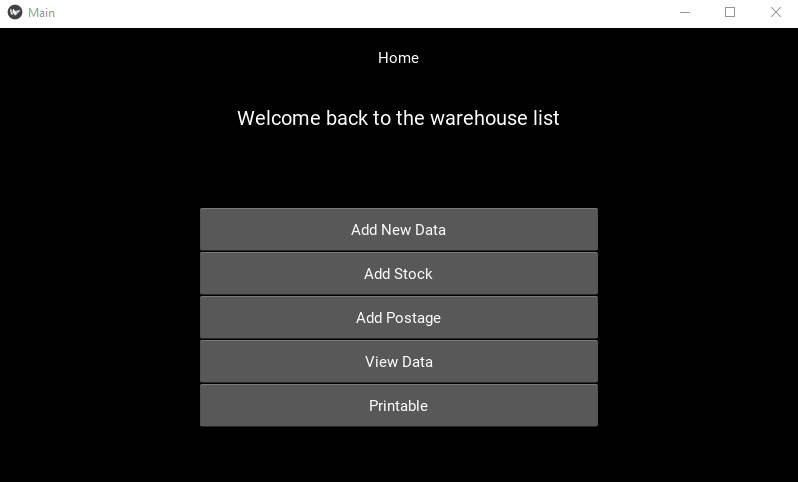 Main
Home
Welcome back to the warehouse list
Add New Data
Add Stock
Add Postage
View Data
Printable